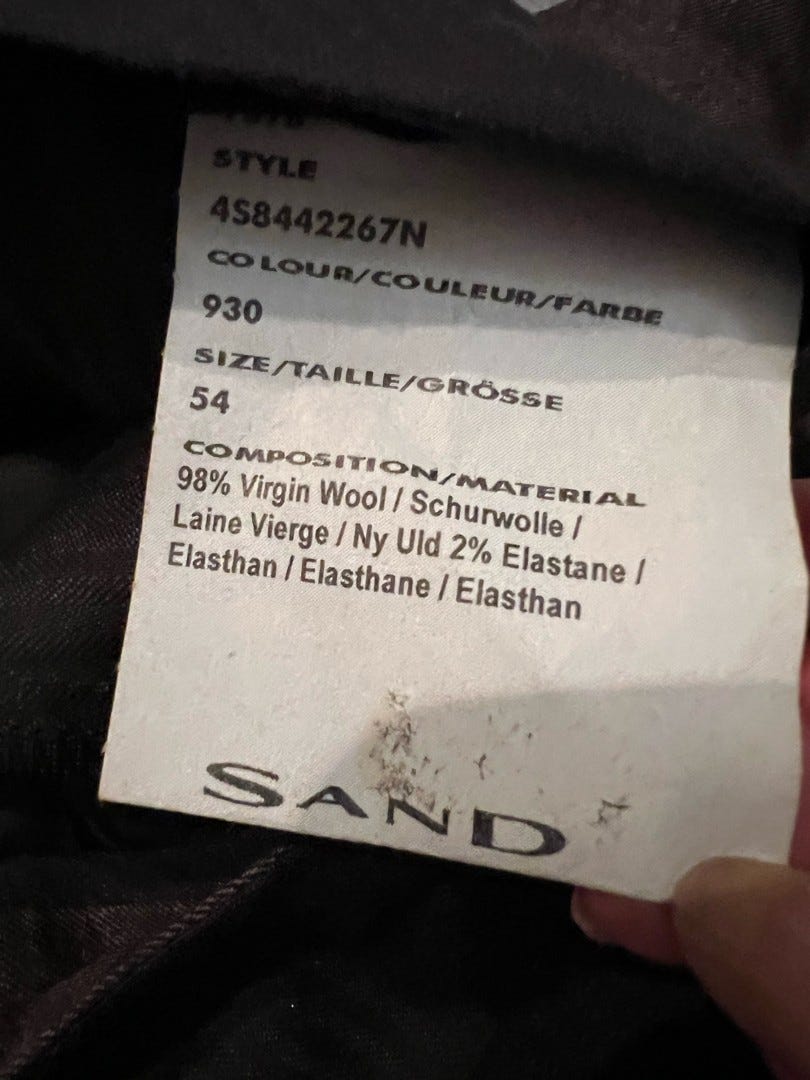 STYLE
4S8442267N
COLOUR/COULEUR/FARBE
930
SIZE/TAILLE/GRÖSSE
54
COMPOSITION/MATERIAL
98% Virgin Wool / Schurwolle /
Laine Vierge / Ny Uld 2% Elastane /
Elasthan / Elasthane / Elasthan
SAND